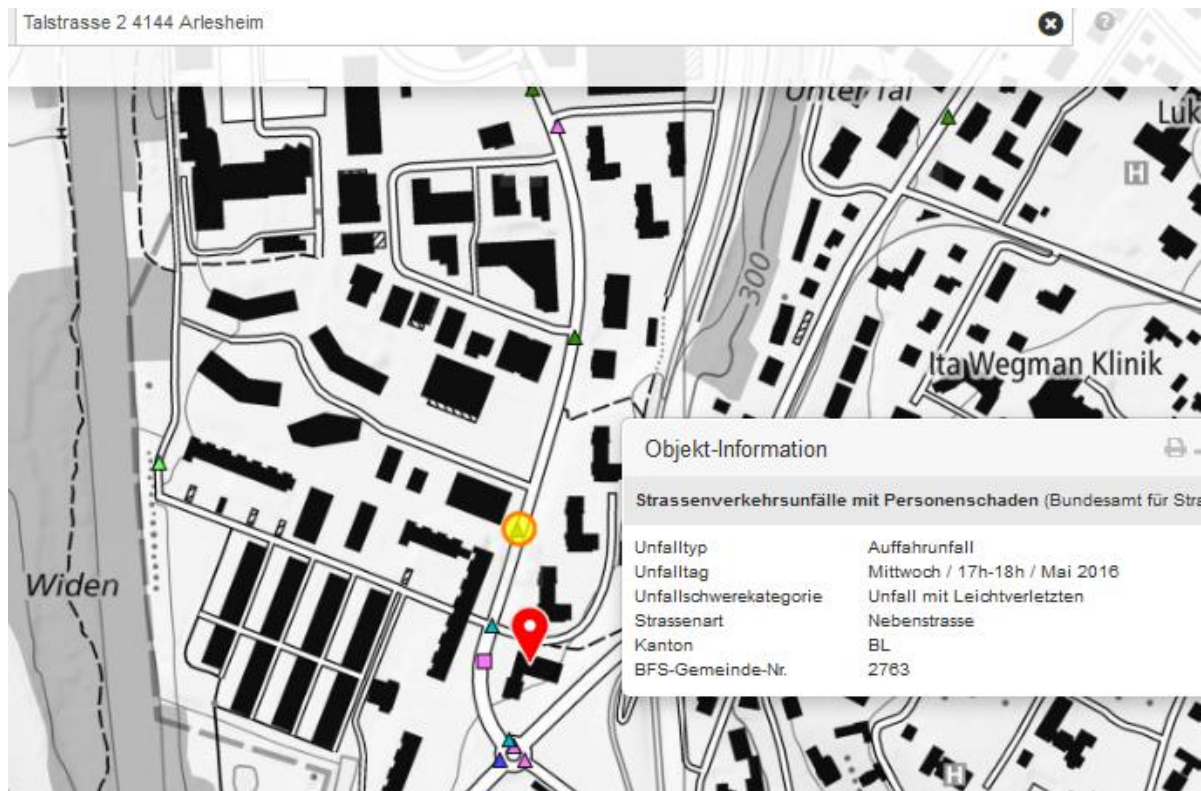 Talstrasse 2 4144 Arlesheim
Unter Tal
Luk
H
300
Ita Wegman Klinik
Objekt-Information
Strassenverkehrsunfälle mit Personenschaden (Bundesamt für Stra
Unfalltyp Auffahrunfall
Unfalltag Mittwoch / 17h-18h / Mai 2016
Unfallschwerekategorie Unfall mit Leichtverletzten
Strassenart Nebenstrasse
Kanton BL
BFS-Gemeinde-Nr. 2763
Widen
H